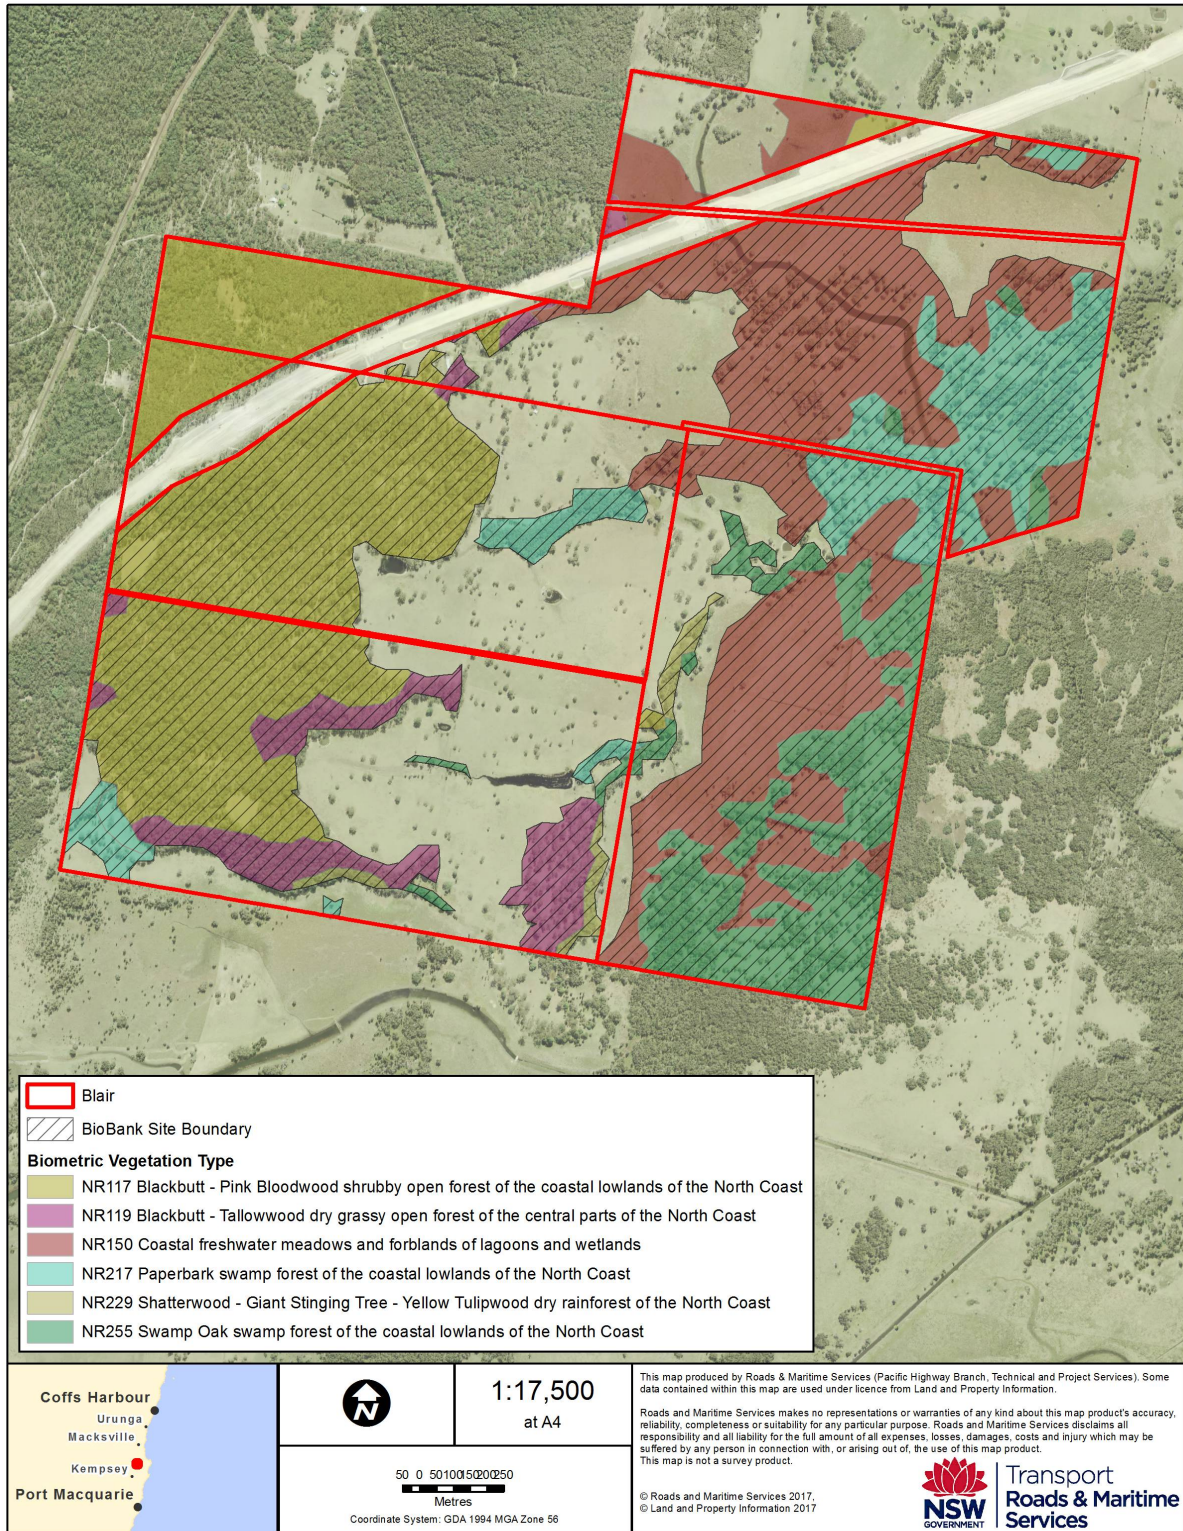 Blair
BioBank Site Boundary
Biometric Vegetation Type
NR117 Blackbutt - Pink Bloodwood shrubby open forest of the coastal lowlands of the North Coast
NR119 Blackbutt - Tallowwood dry grassy open forest of the central parts of the North Coast
NR150 Coastal freshwater meadows and forblands of lagoons and wetlands
NR217 Paperbark swamp forest of the coastal lowlands of the North Coast
NR229 Shatterwood - Giant Stinging Tree - Yellow Tulipwood dry rainforest of the North Coast
NR255 Swamp Oak swamp forest of the coastal lowlands of the North Coast
Coffs Harbour
Urunga
Macksville
Kempsey
Port Macquarie
N
1:17,500
at A4
50 0 50100150200250
Metres
Coordinate System: GDA 1994 MGA Zone 56
This map produced by Roads & Maritime Services (Pacific Highway Branch, Technical and Project Services). Some
data contained within this map are used under licence from Land and Property Information.
Roads and Maritime Services makes no representations or warranties of any kind about this map product's accuracy,
reliability, completeness or suitability for any particular purpose. Roads and Maritime Services disclaims all
responsibility and all liability for the full amount of all expenses, losses, damages, costs and injury which may be
suffered by any person in connection with, or arising out of, the use of this map product.
This map is not a survey product.
© Roads and Maritime Services 2017,
© Land and Property Information 2017
NSW
GOVERNMENT
Transport
Roads & Maritime
Services